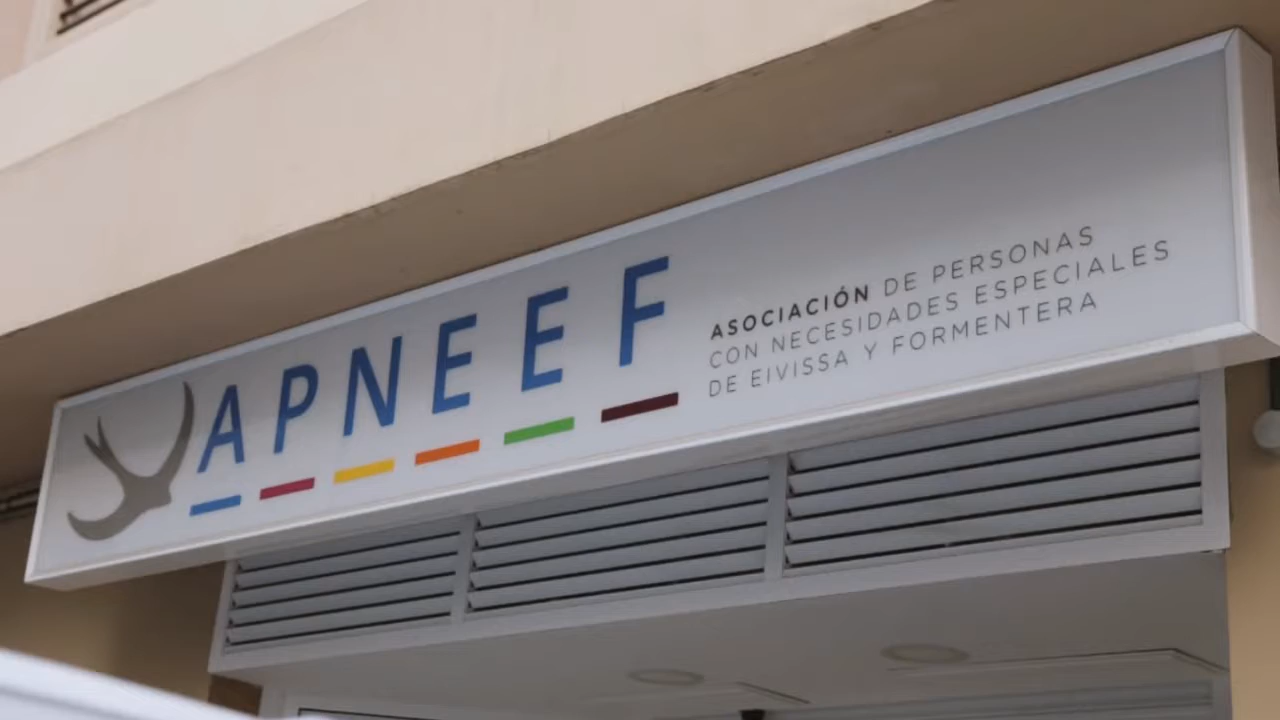 APNEEF
ASOCIACIÓN DE PERSONAS
CON NECESIDADES ESPECIALES
DE EIVISSA Y FORMENTERA